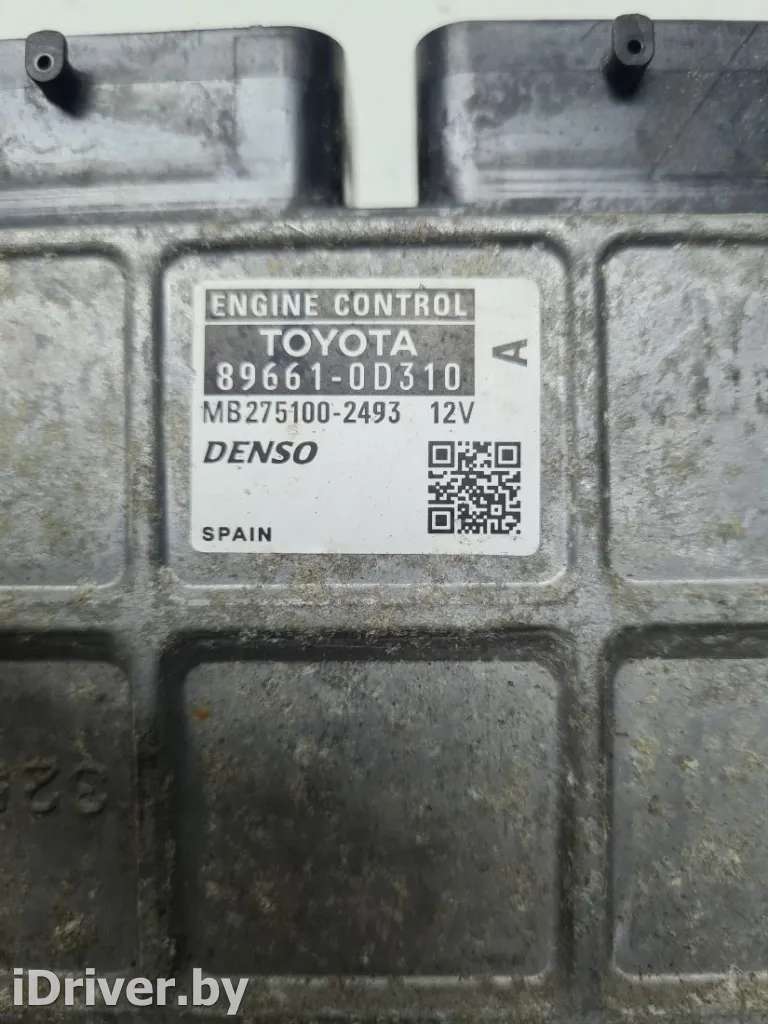 ENGINE CONTROL
TOYOTA
89661-0D310
A
MB275100-2493 12V
DENSO
SPAIN
iDriver.by